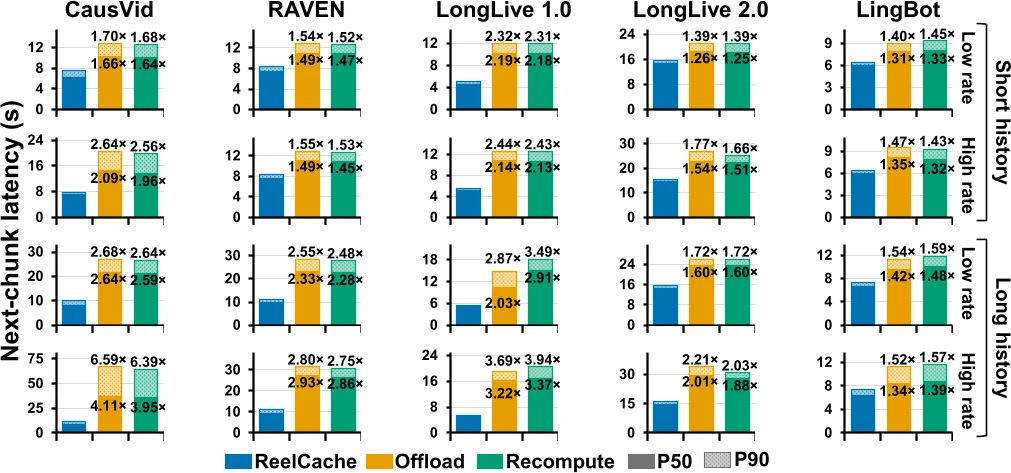 CausVid RAVEN LongLive 1.0 LongLive 2.0 LingBot
Next-chunk latency (s)
12 8 4 0 1.70× 1.68× 1.66× 1.64×
12 8 4 0 1.54× 1.52× 1.49× 1.47×
12 8 4 0 2.32× 2.31× 2.19× 2.18×
24 16 8 0 1.39× 1.39× 1.26× 1.25×
9 6 3 0 1.40× 1.45× 1.31× 1.33×
Low rate
24 16 8 0 2.64× 2.56× 2.09× 1.96×
12 8 4 0 1.55× 1.53× 1.49× 1.45×
12 8 4 0 2.44× 2.43× 2.14× 2.13×
30 20 10 0 1.77× 1.66× 1.54× 1.51×
9 6 3 0 1.47× 1.43× 1.35× 1.32×
High rate
Short history
30 20 10 0 2.68× 2.64× 2.64× 2.59×
30 20 10 0 2.55× 2.48× 2.33× 2.28×
18 12 6 0 2.87× 3.49× 2.03× 2.91×
24 16 8 0 1.72× 1.72× 1.60× 1.60×
12 8 4 0 1.54× 1.59× 1.42× 1.48×
Low rate
75 50 25 0 6.59× 6.39× 4.11× 3.95×
30 20 10 0 2.80× 2.75× 2.93× 2.86×
24 16 8 0 3.69× 3.94× 3.22× 3.37×
30 15 0 2.21× 2.03× 2.01× 1.88×
12 8 4 0 1.52× 1.57× 1.34× 1.39×
High rate
Long history
ReelCache Offload Recompute P50 P90